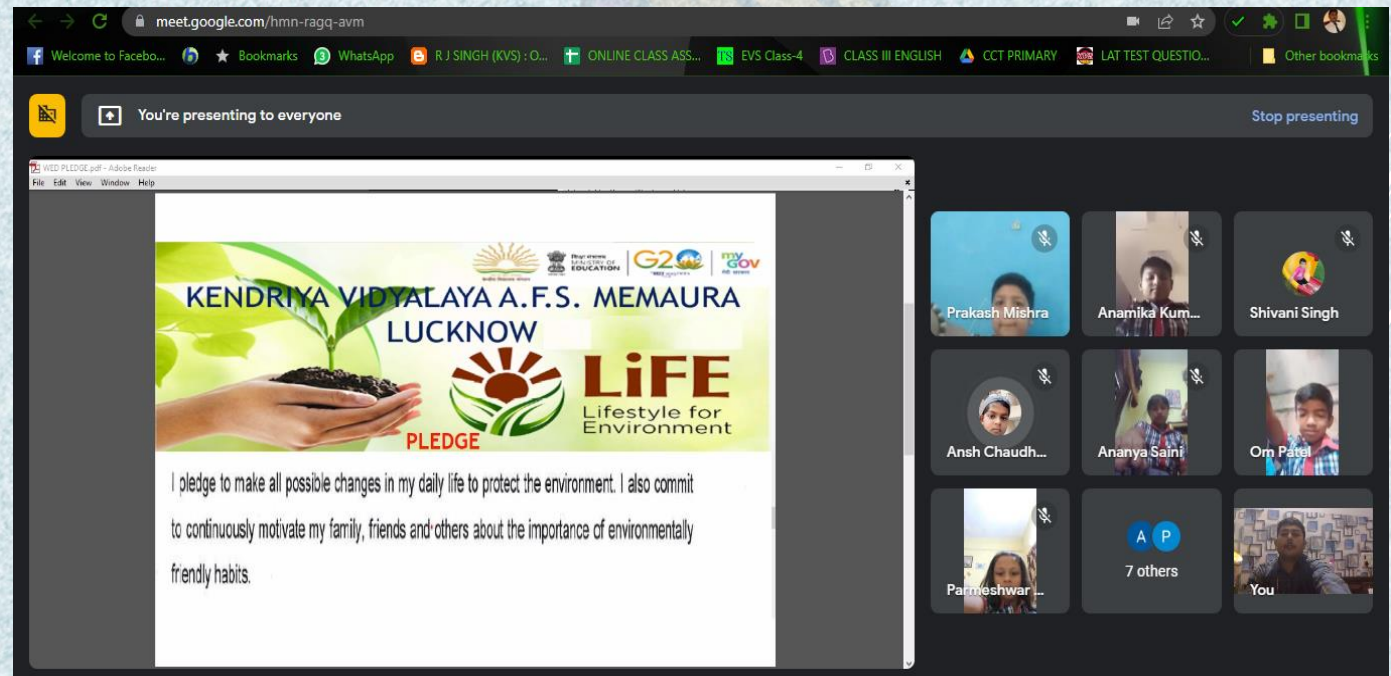 meet.google.com/hmn-ragq-avm
Welcome to Facebo... Bookmarks WhatsApp R J SINGH (KVS) : O... ONLINE CLASS ASS... EVS Class-4 CLASS III ENGLISH CCT PRIMARY LAT TEST QUESTIO... Other bookmarks
You're presenting to everyone Stop presenting
WED PLEDGE.pdf - Adobe Reader
File Edit View Window Help
MINISTRY OF
EDUCATION
G20
my
GOV
KENDRIYA VIDYALAYA A.F.S. MEMAURA
LUCKNOW
LiFE
Lifestyle for
Environment
PLEDGE
I pledge to make all possible changes in my daily life to protect the environment. I also commit
to continuously motivate my family, friends and others about the importance of environmentally
friendly habits.
Prakash Mishra
Anamika Kum...
Shivani Singh
Ansh Chaudh...
Ananya Saini
Om Patel
Parmeshwar ...
A P
7 others
You